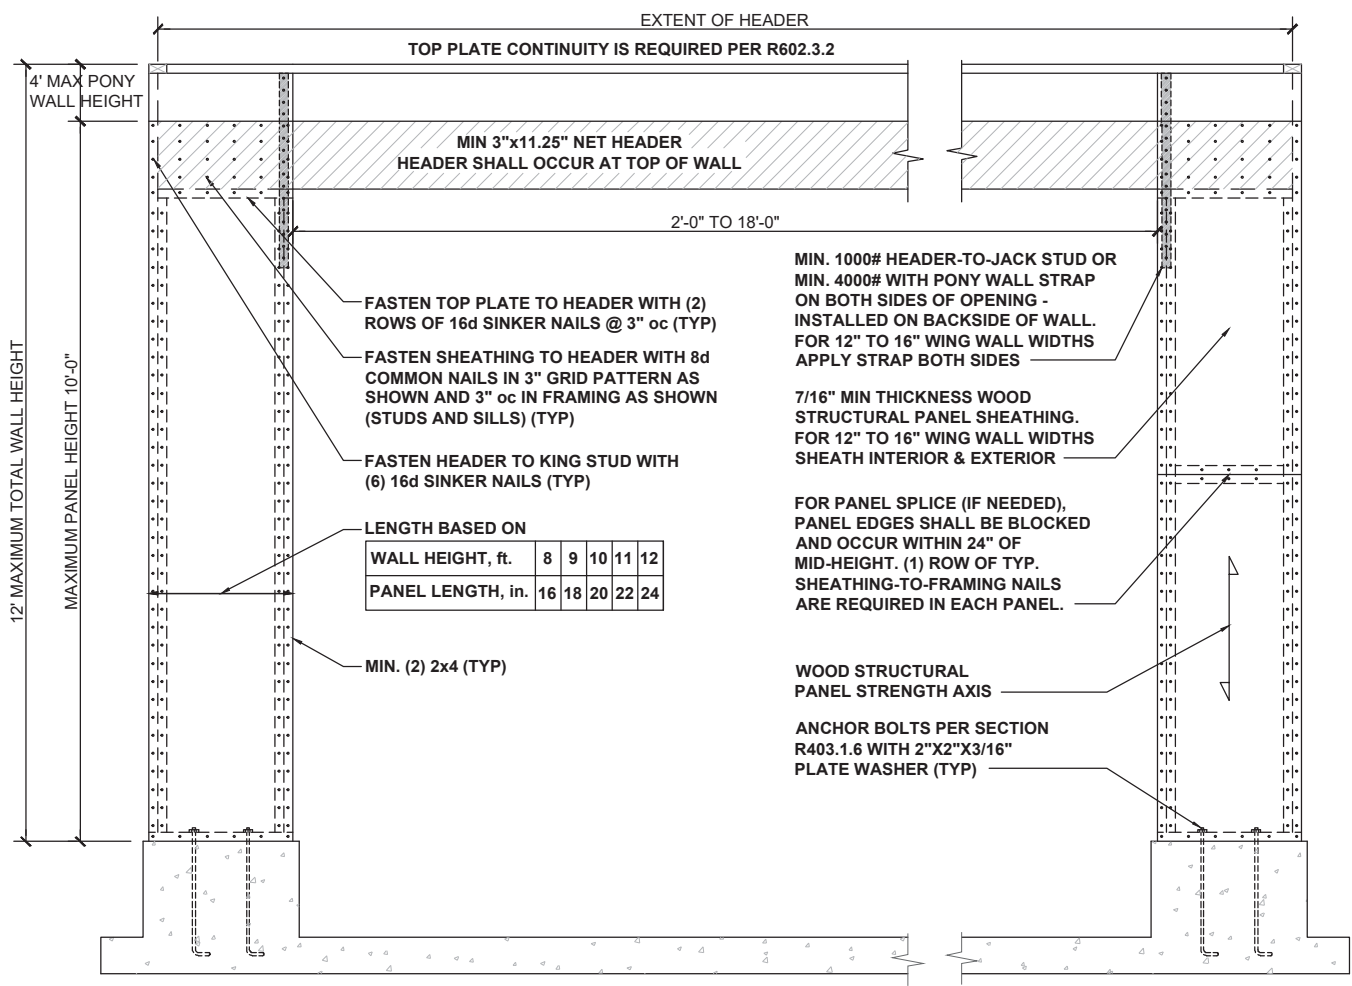 EXTENT OF HEADER
TOP PLATE CONTINUITY IS REQUIRED PER R602.3.2
4' MAX PONY
WALL HEIGHT
MIN 3"x11.25" NET HEADER
HEADER SHALL OCCUR AT TOP OF WALL
2'-0" TO 18'-0"
12' MAXIMUM TOTAL WALL HEIGHT
MAXIMUM PANEL HEIGHT 10'-0"
FASTEN TOP PLATE TO HEADER WITH (2)
ROWS OF 16d SINKER NAILS @ 3" oc (TYP)
FASTEN SHEATHING TO HEADER WITH 8d
COMMON NAILS IN 3" GRID PATTERN AS
SHOWN AND 3" oc IN FRAMING AS SHOWN
(STUDS AND SILLS) (TYP)
FASTEN HEADER TO KING STUD WITH
(6) 16d SINKER NAILS (TYP)
LENGTH BASED ON
WALL HEIGHT, ft. 8 9 10 11 12
PANEL LENGTH, in. 16 18 20 22 24
MIN. (2) 2x4 (TYP)
MIN. 1000# HEADER-TO-JACK STUD OR
MIN. 4000# WITH PONY WALL STRAP
ON BOTH SIDES OF OPENING -
INSTALLED ON BACKSIDE OF WALL.
FOR 12" TO 16" WING WALL WIDTHS
APPLY STRAP BOTH SIDES
7/16" MIN THICKNESS WOOD
STRUCTURAL PANEL SHEATHING.
FOR 12" TO 16" WING WALL WIDTHS
SHEATH INTERIOR & EXTERIOR
FOR PANEL SPLICE (IF NEEDED),
PANEL EDGES SHALL BE BLOCKED
AND OCCUR WITHIN 24" OF
MID-HEIGHT. (1) ROW OF TYP.
SHEATHING-TO-FRAMING NAILS
ARE REQUIRED IN EACH PANEL.
WOOD STRUCTURAL
PANEL STRENGTH AXIS
ANCHOR BOLTS PER SECTION
R403.1.6 WITH 2"X2"X3/16"
PLATE WASHER (TYP)